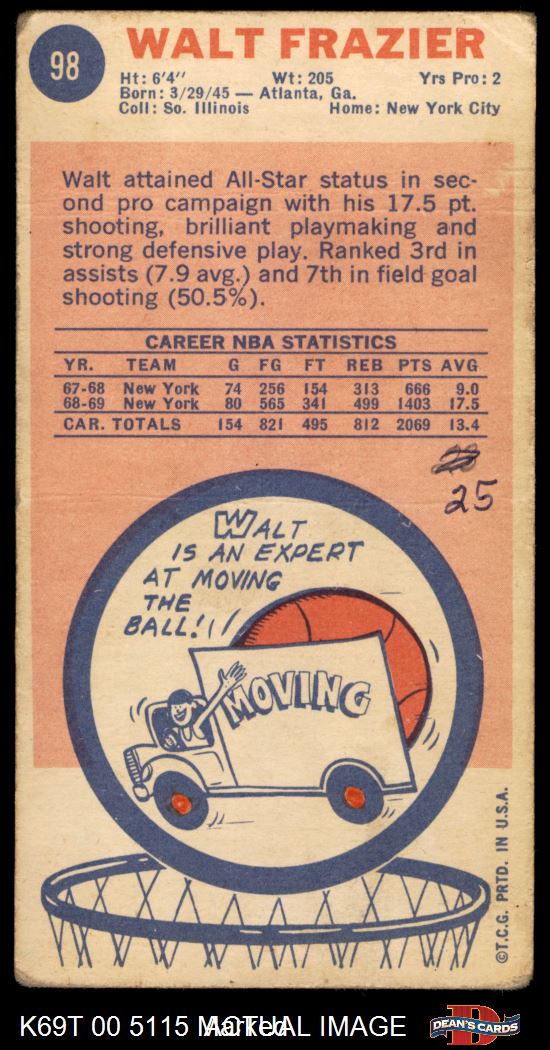 98
WALT FRAZIER
Ht: 6'4" Wt: 205 Yrs Pro: 2
Born: 3/29/45 — Atlanta, Ga.
Coll: So. Illinois Home: New York City
Walt attained All-Star status in sec-
ond pro campaign with his 17.5 pt.
shooting, brilliant playmaking and
strong defensive play. Ranked 3rd in
assists (7.9 avg.) and 7th in field goal
shooting (50.5%).
CAREER NBA STATISTICS
YR. TEAM G FG FT REB PTS AVG
67-68 New York 74 256 154 313 666 9.0
68-69 New York 80 565 341 499 1403 17.5
CAR. TOTALS 154 821 495 812 2069 13.4
25
WALT
IS AN EXPERT
AT MOVING
THE
BALL!
MOVING
©T.C.G. PRTD. IN U.S.A.
K69T 00 5115 ACTUAL IMAGE
Marked
D
DEAN'S CARDS